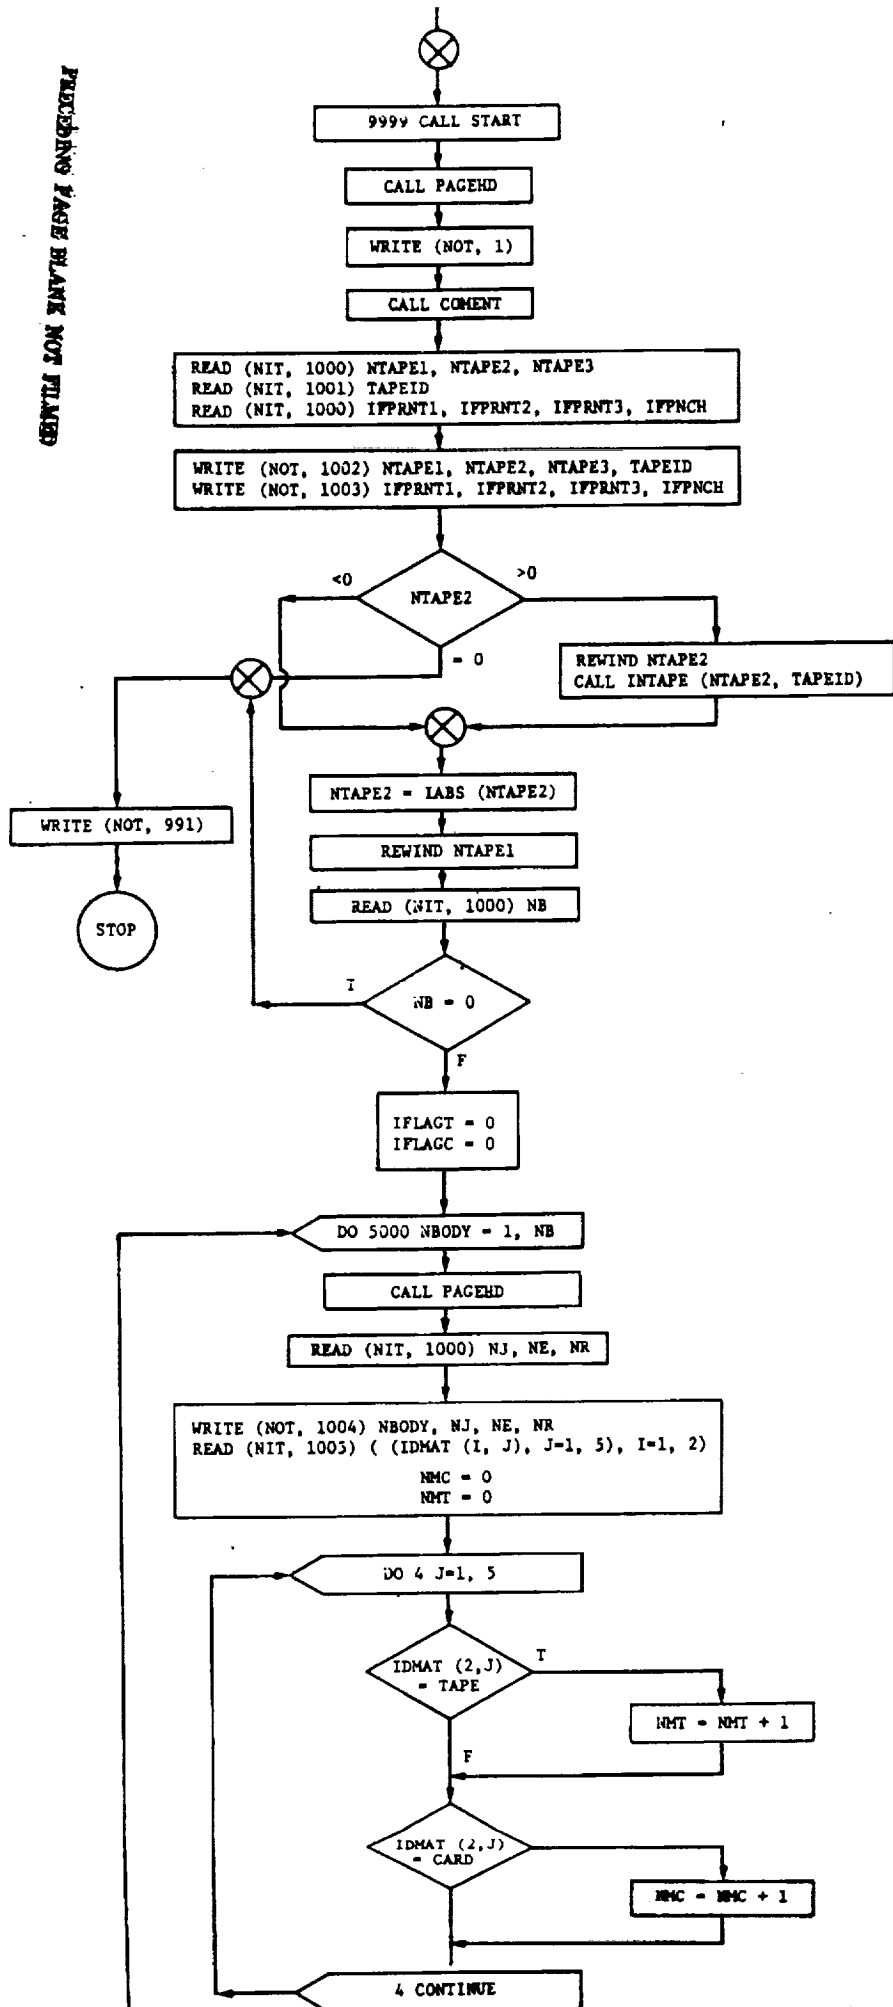 PRECEDING PAGE BLANK NOT FILMED
9999 CALL START
CALL PAGEHD
WRITE (NOT, 1)
CALL COMENT
READ (NIT, 1000) NTAPE1, NTAPE2, NTAPE3
READ (NIT, 1001) TAPEID
READ (NIT, 1000) IFPRNT1, IFPRNT2, IFPRNT3, IFPNCH
WRITE (NOT, 1002) NTAPE1, NTAPE2, NTAPE3, TAPEID
WRITE (NOT, 1003) IFPRNT1, IFPRNT2, IFPRNT3, IFPNCH
<0
>0
NTAPE2
= 0
REWIND NTAPE2
CALL INTAPE (NTAPE2, TAPEID)
NTAPE2 = IABS (NTAPE2)
WRITE (NOT, 991)
REWIND NTAPE1
READ (NIT, 1000) NB
STOP
T
NB = 0
F
IFLAGT = 0
IFLAGC = 0
DO 5000 NBODY = 1, NB
CALL PAGEHD
READ (NIT, 1000) NJ, NE, NR
WRITE (NOT, 1004) NBODY, NJ, NE, NR
READ (NIT, 1005) ( (IDMAT (I, J), J=1, 5), I=1, 2)
NMC = 0
NMT = 0
DO 4 J=1, 5
IDMAT (2,J)
= TAPE
T
NMT = NMT + 1
F
IDMAT (2,J)
= CARD
NMC = NMC + 1
4 CONTINUE